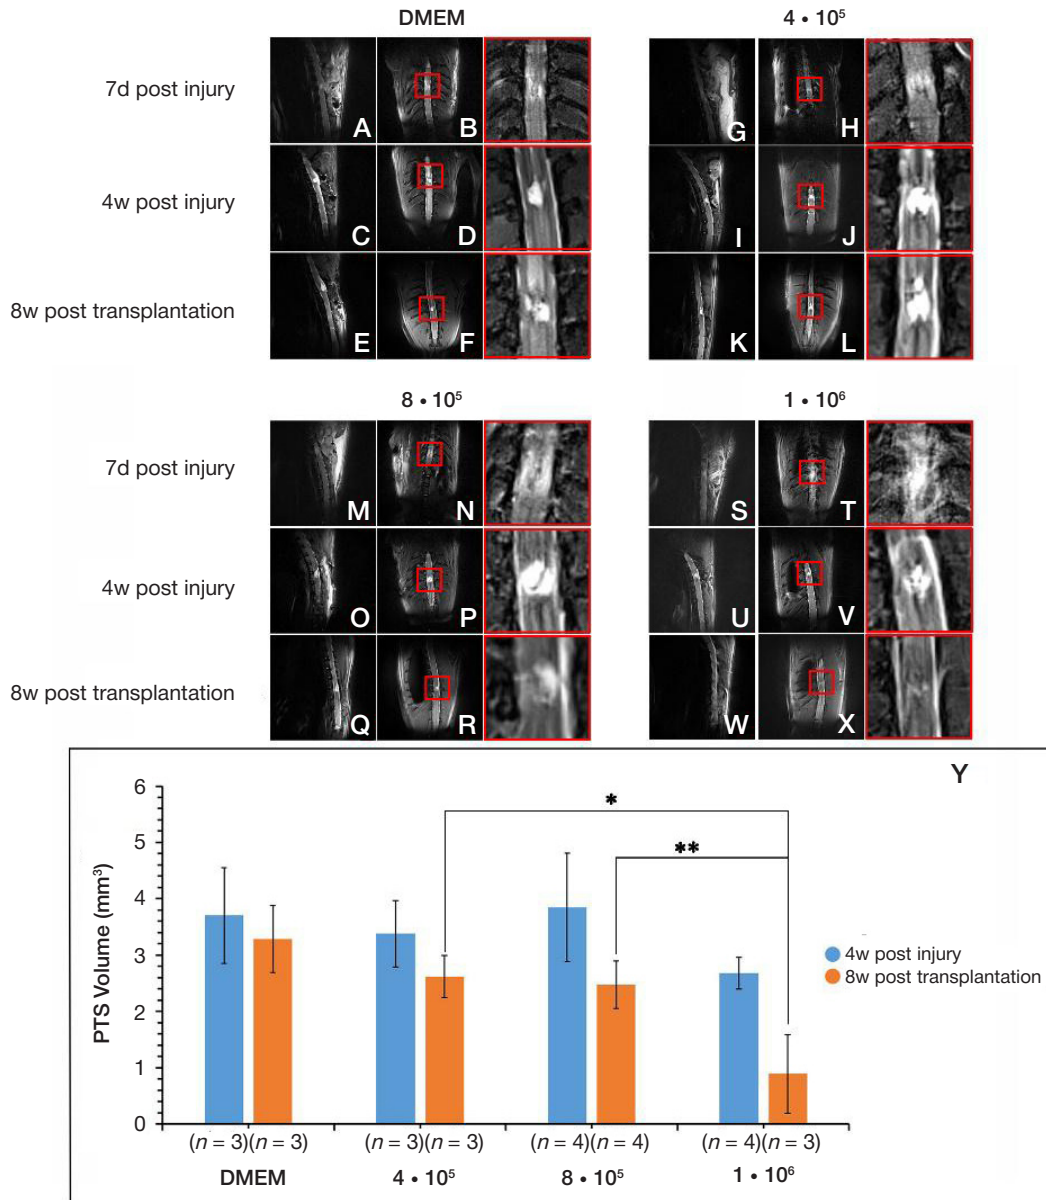 DMEM 4 • 10⁵
7d post injury
A B G H
4w post injury
C D I J
8w post transplantation
E F K L
8 • 10⁵ 1 • 10⁶
7d post injury
M N S T
4w post injury
O P U V
8w post transplantation
Q R W X
Y
PTS Volume (mm³)
6
5
4
3
2
1
0
*
**
4w post injury
8w post transplantation
(n = 3)(n = 3) (n = 3)(n = 3) (n = 4)(n = 4) (n = 4)(n = 3)
DMEM 4 • 10⁵ 8 • 10⁵ 1 • 10⁶